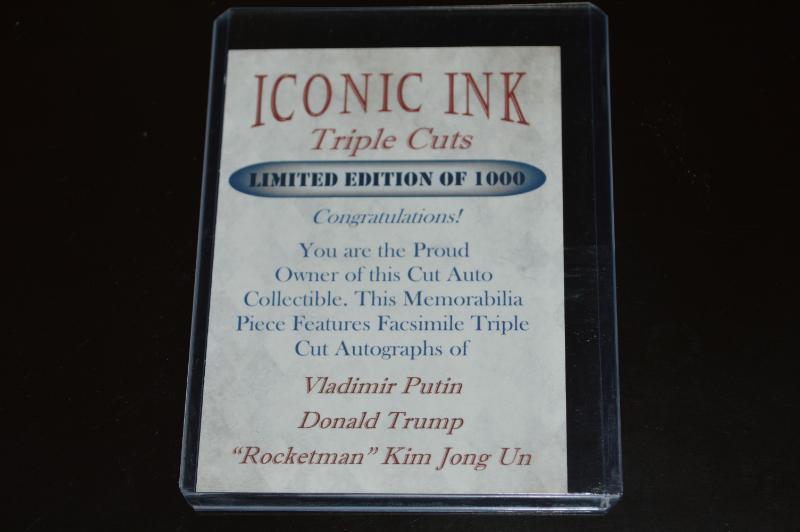 ICONIC INK
Triple Cuts
LIMITED EDITION OF 1000
Congratulations!
You are the Proud
Owner of this Cut Auto
Collectible. This Memorabilia
Piece Features Facsimile Triple
Cut Autographs of
Vladimir Putin
Donald Trump
“Rocketman” Kim Jong Un